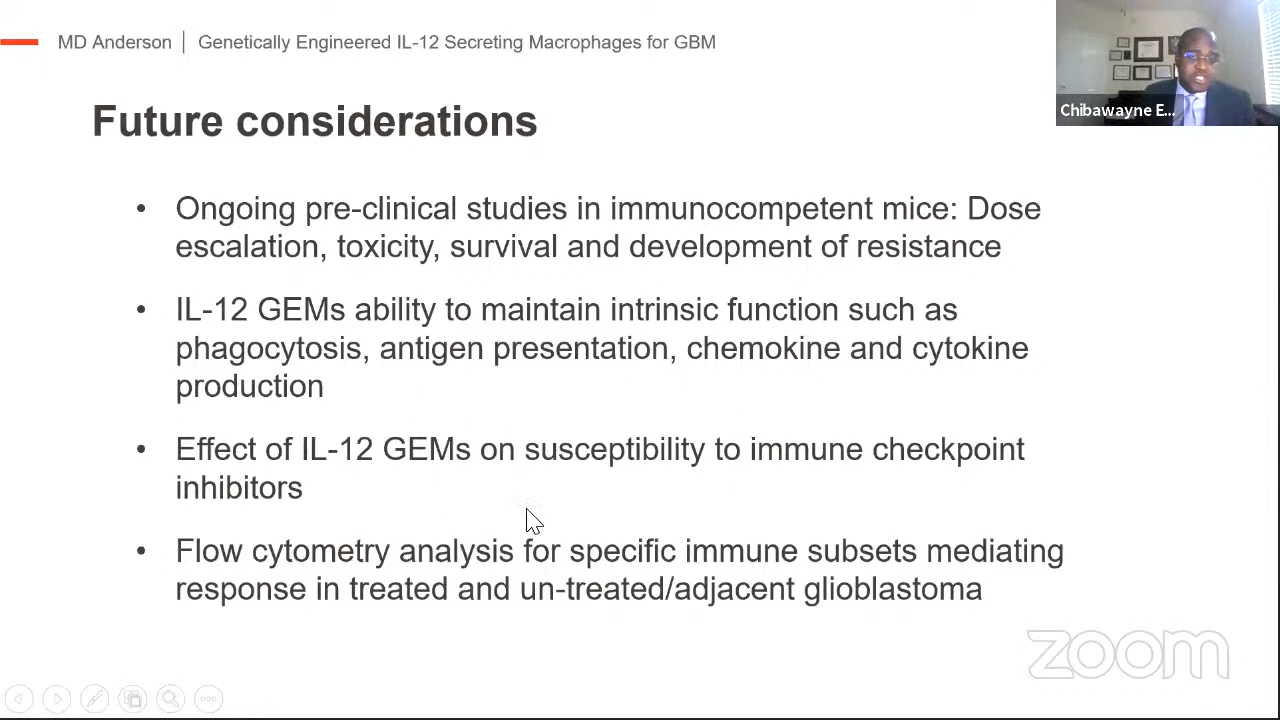 MD Anderson | Genetically Engineered IL-12 Secreting Macophages for GBM
Chibawayne E...
Future considerations
• Ongoing pre-clinical studies in immunocompetent mice: Dose
escalation, toxicity, survival and development of resistance
• IL-12 GEMs ability to maintain intrinsic function such as
phagocytosis, antigen presentation, chemokine and cytokine
production
• Effect of IL-12 GEMs on susceptibility to immune checkpoint
inhibitors
• Flow cytometry analysis for specific immune subsets mediating
response in treated and un-treated/adjacent glioblastoma
zoom